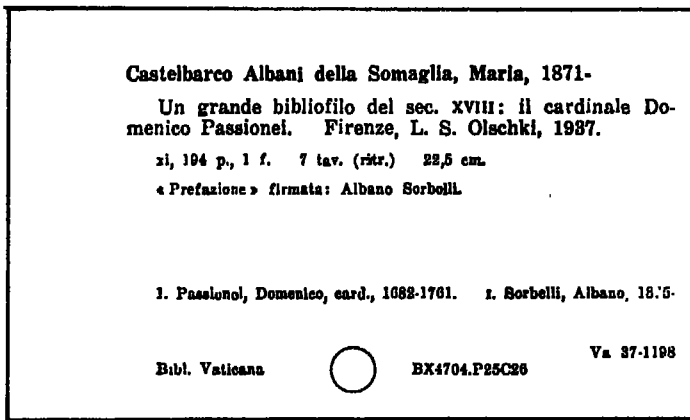 Castelbarco Albani della Somaglia, Maria, 1871-
Un grande bibliofilo del sec. XVIII: il cardinale Do-
menico Passionei. Firenze, L. S. Olschki, 1937.
xi, 194 p., 1 f. 7 tav. (ritr.) 22,5 cm.
« Prefazione » firmata: Albano Sorbelli.
1. Passionei, Domenico, card., 1682-1761. I. Sorbelli, Albano,
Va 37-1198
Bibl. Vaticana BX4704.P25C26